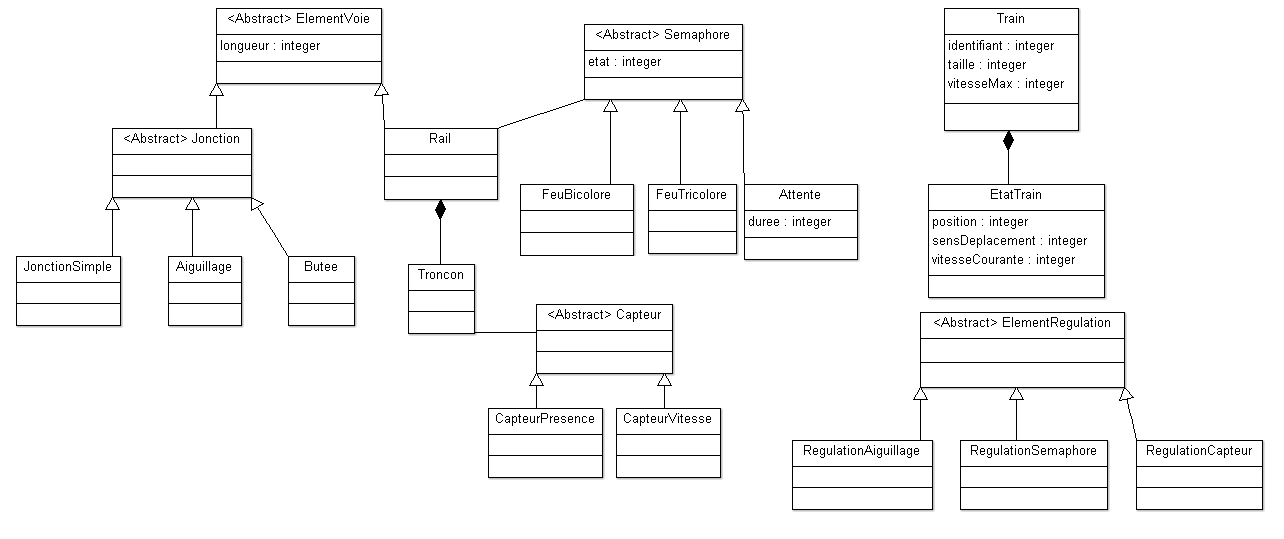 <Abstract> ElementVoie
longueur : integer
<Abstract> Semaphore
etat : integer
Train
identifiant : integer
taille : integer
vitesseMax : integer
<Abstract> Jonction
Rail
FeuBicolore
FeuTricolore
Attente
duree : integer
EtatTrain
position : integer
sensDeplacement : integer
vitesseCourante : integer
JonctionSimple
Aiguillage
Butee
Troncon
<Abstract> Capteur
<Abstract> ElementRegulation
CapteurPresence
CapteurVitesse
RegulationAiguillage
RegulationSemaphore
RegulationCapteur